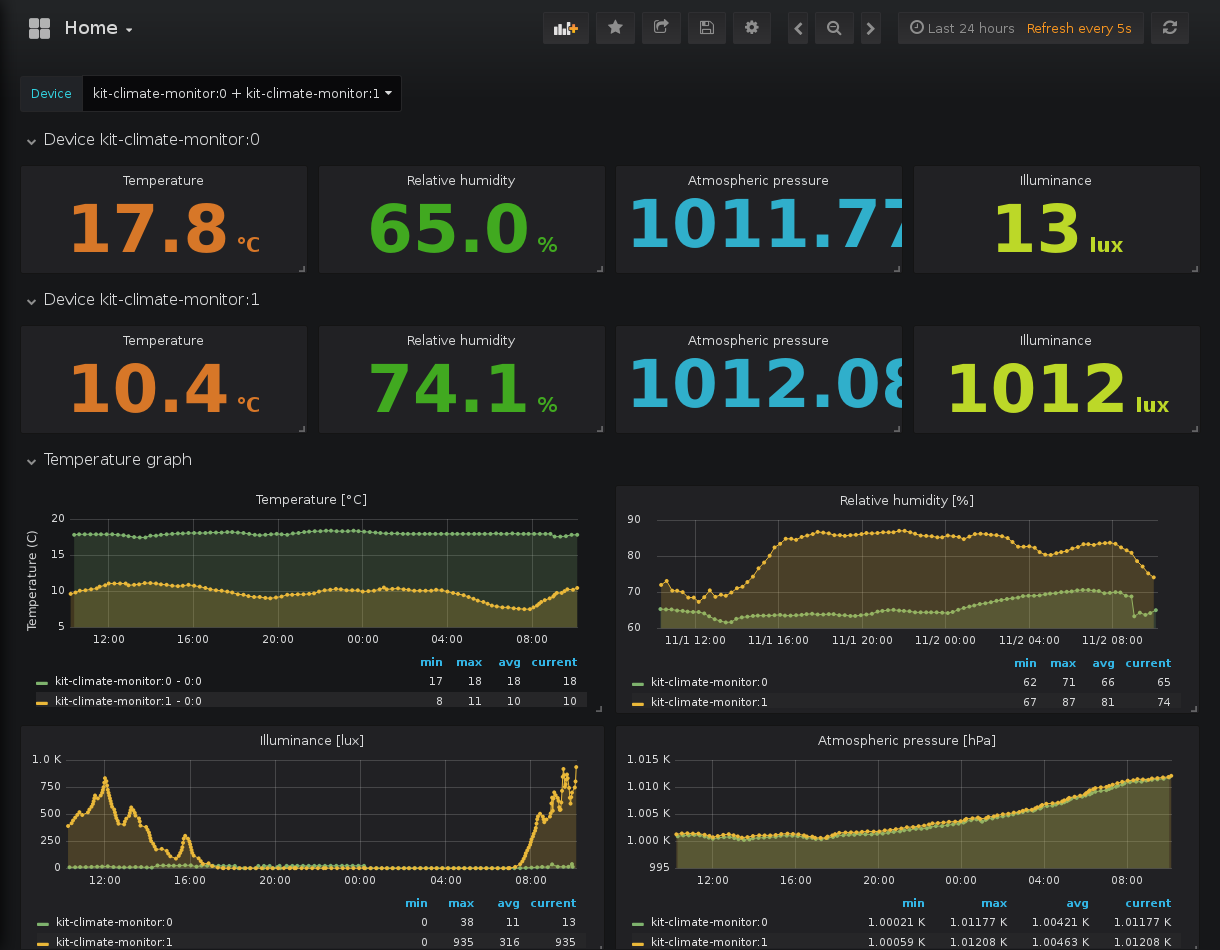 Home
Last 24 hours Refresh every 5s
Device kit-climate-monitor:0 + kit-climate-monitor:1
Device kit-climate-monitor:0
Temperature Relative humidity Atmospheric pressure Illuminance
17.8 °C 65.0 % 1011.77 13 lux
Device kit-climate-monitor:1
Temperature Relative humidity Atmospheric pressure Illuminance
10.4 °C 74.1 % 1012.08 1012 lux
Temperature graph
Temperature [°C]
Temperature (C)
20
15
10
5
12:00 16:00 20:00 00:00 04:00 08:00
min max avg current
kit-climate-monitor:0 - 0:0 17 18 18 18
kit-climate-monitor:1 - 0:0 8 11 10 10
Relative humidity [%]
90
80
70
60
11/1 12:00 11/1 16:00 11/1 20:00 11/2 00:00 11/2 04:00 11/2 08:00
min max avg current
kit-climate-monitor:0 62 71 66 65
kit-climate-monitor:1 67 87 81 74
Illuminance [lux]
1.0 K
750
500
250
0
12:00 16:00 20:00 00:00 04:00 08:00
min max avg current
kit-climate-monitor:0 0 38 11 13
kit-climate-monitor:1 0 935 316 935
Atmospheric pressure [hPa]
1.015 K
1.010 K
1.005 K
1.000 K
995
12:00 16:00 20:00 00:00 04:00 08:00
min max avg current
kit-climate-monitor:0 1.00021 K 1.01177 K 1.00421 K 1.01177 K
kit-climate-monitor:1 1.00059 K 1.01208 K 1.00463 K 1.01208 K